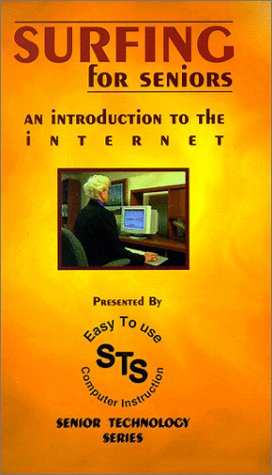 SURFING
FOR SENIORS
AN INTRODUCTION TO THE
INTERNET
PRESENTED BY
Easy To use
STS
Computer Instruction
SENIOR TECHNOLOGY
SERIES